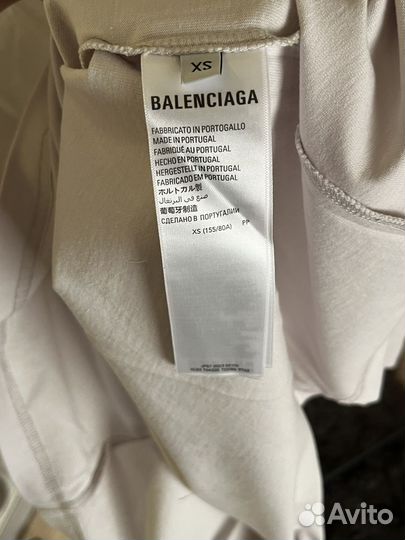 XS
BALENCIAGA
FABBRICATO IN PORTOGALLO
MADE IN PORTUGAL
FABRIQUÉ AU PORTUGAL
HECHO EN PORTUGAL
HERGESTELLT IN PORTUGAL
FABRICADO EM PORTUGAL
ポルトガル製
صنع في البرتغال
葡萄牙制造
СДЕЛАНО В ПОРТУГАЛИИ
XS (155/80A) PP
Avito